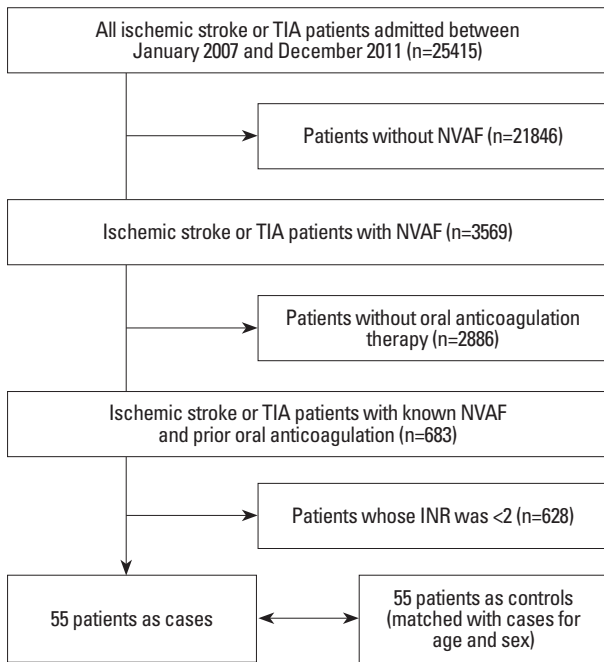 All ischemic stroke or TIA patients admitted between
January 2007 and December 2011 (n=25415)
Patients without NVAF (n=21846)
Ischemic stroke or TIA patients with NVAF (n=3569)
Patients without oral anticoagulation
therapy (n=2886)
Ischemic stroke or TIA patients with known NVAF
and prior oral anticoagulation (n=683)
Patients whose INR was <2 (n=628)
55 patients as cases
55 patients as controls
(matched with cases for
age and sex)